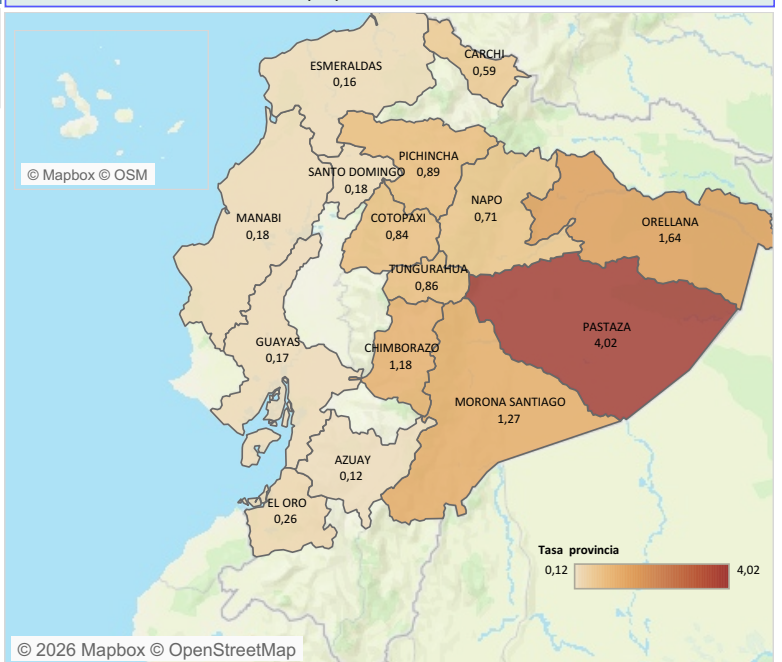 CARCHI
0,59
ESMERALDAS
0,16
© Mapbox © OSM
PICHINCHA
0,89
SANTO DOMINGO
0,18
NAPO
0,71
MANABI
0,18
COTOPAXI
0,84
ORELLANA
1,64
TUNGURAHUA
0,86
PASTAZA
4,02
GUAYAS
0,17
CHIMBORAZO
1,18
MORONA SANTIAGO
1,27
AZUAY
0,12
EL ORO
0,26
Tasa provincia
0,12 4,02
© 2026 Mapbox © OpenStreetMap